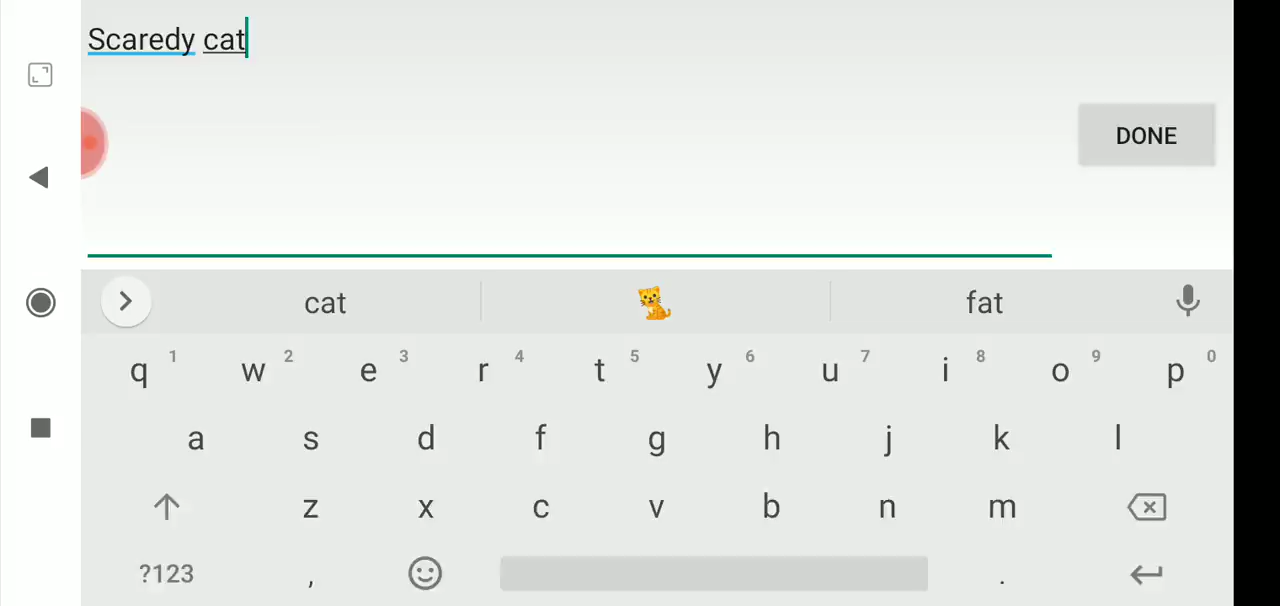 Scaredy cat
DONE
cat fat
q 1 w 2 e 3 r 4 t 5 y 6 u 7 i 8 o 9 p 0
a s d f g h j k l
z x c v b n m
?123 , .